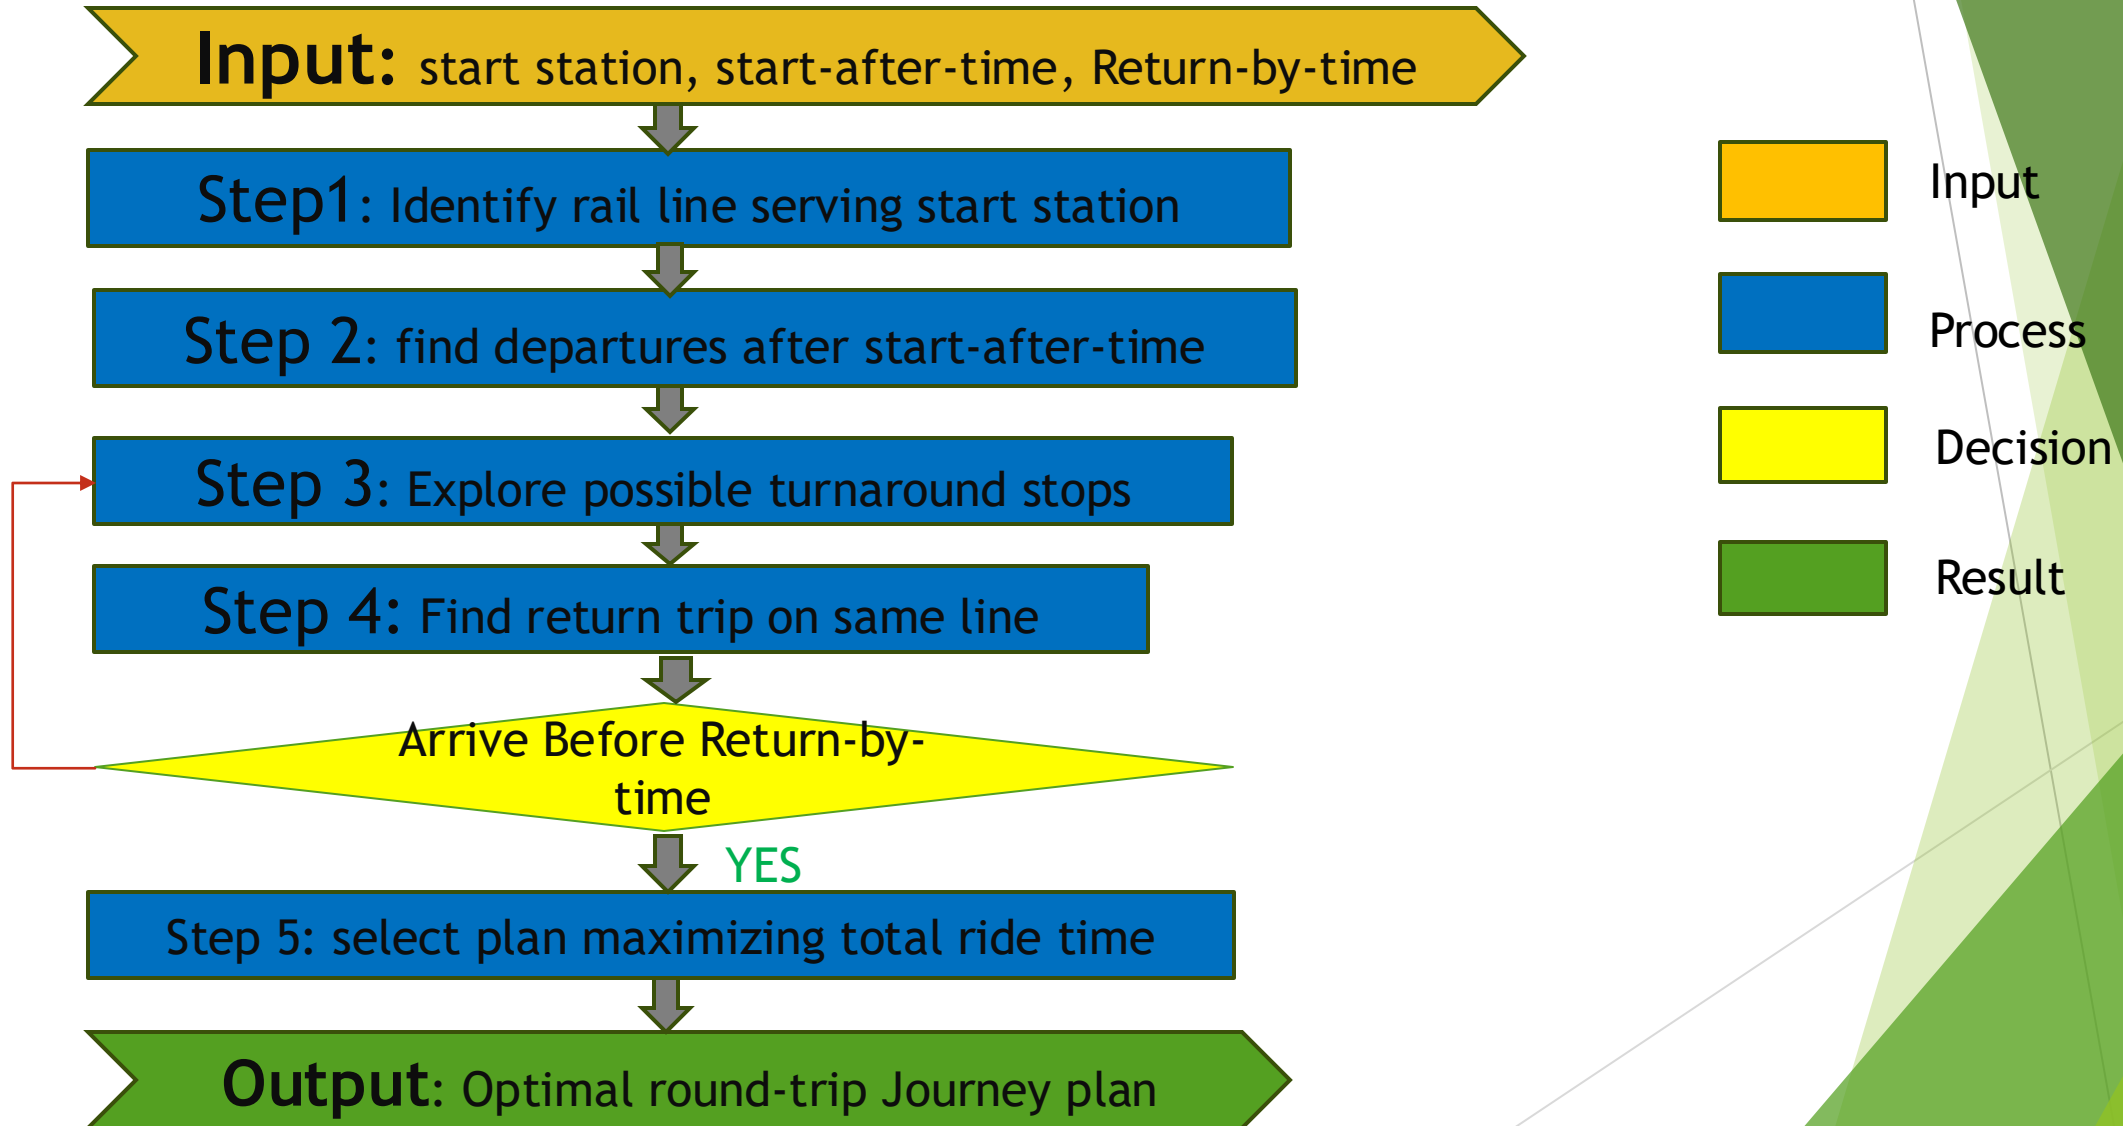 Input: start station, start-after-time, Return-by-time
Step1: Identify rail line serving start station
Step 2: find departures after start-after-time
Step 3: Explore possible turnaround stops
Step 4: Find return trip on same line
Arrive Before Return-by-
time
YES
Step 5: select plan maximizing total ride time
Output: Optimal round-trip Journey plan
Input
Process
Decision
Result